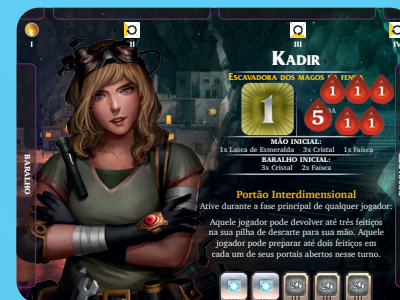 I II III IV
KADIR
ESCAVADORA DOS MAGOS DA FENDA
1 1 1
1 5 1 1
MÃO INICIAL:
1x Lasca de Esmeralda 3x Cristal 1x Faísca
BARALHO INICIAL:
3x Cristal 2x Faísca
BARALHO
Portão Interdimensional
Ative durante a fase principal de qualquer jogador:
Aquele jogador pode devolver até três feitiços
na sua pilha de descarte para sua mão. Aquele
jogador pode preparar até dois feitiços em
cada um de seus portais abertos nesse turno.